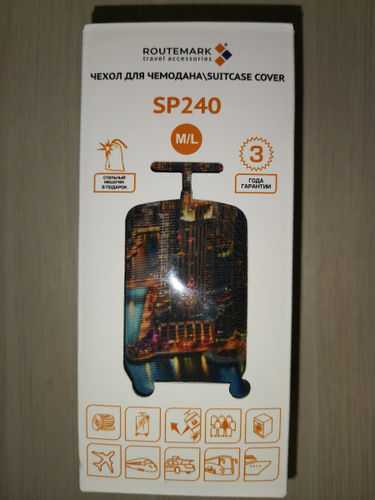 ROUTEMARK
travel accessories
ЧЕХОЛ ДЛЯ ЧЕМОДАНА\SUITCASE COVER
SP240
M/L
СТИЛЬНЫЙ
МЕШОЧЕК
В ПОДАРОК
3
ГОДА
ГАРАНТИИ